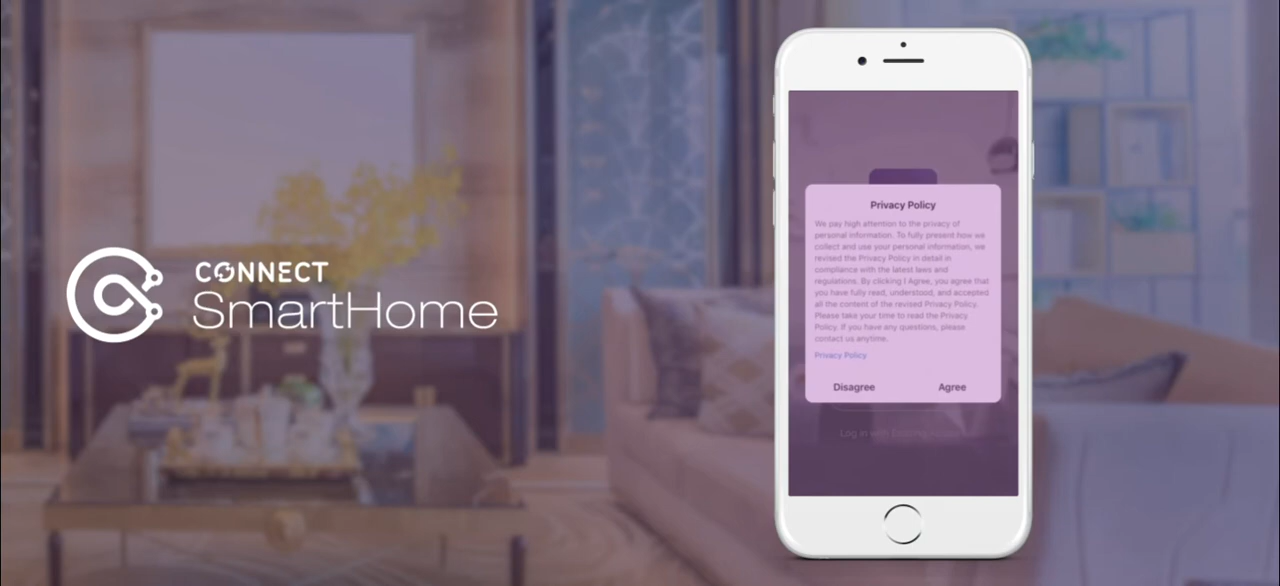 CONNECT
SmartHome
Privacy Policy
We pay high attention to the privacy of
personal information. To fully present how we
collect and use your personal information, we
revised the Privacy Policy in detail in
compliance with the latest laws and
regulations. By clicking I Agree, you agree that
you have fully read, understood, and accepted
all the content of the revised Privacy Policy.
Please take your time to read the Privacy
Policy. If you have any questions, please
contact us anytime.
Privacy Policy
Disagree Agree
Log in with Existing